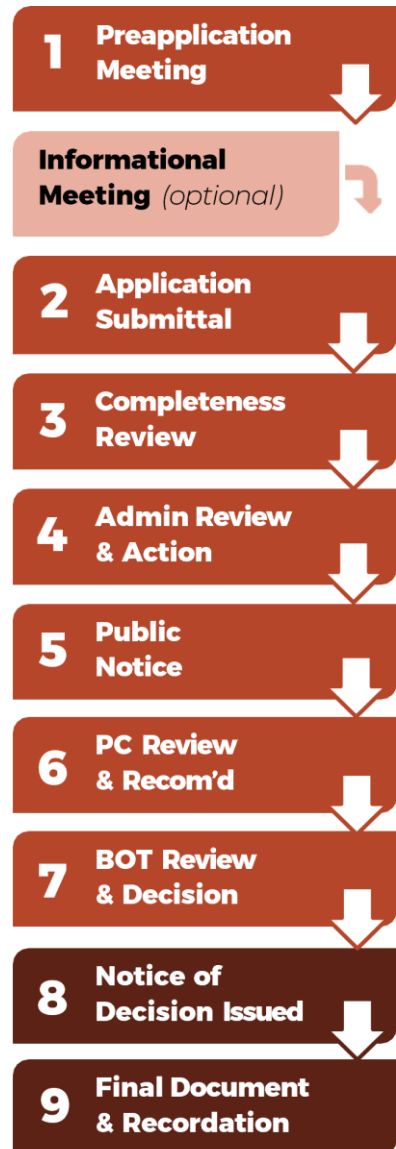 1 Preapplication
Meeting
Informational
Meeting (optional)
2 Application
Submittal
3 Completeness
Review
4 Admin Review
& Action
5 Public
Notice
6 PC Review
& Recom'd
7 BOT Review
& Decision
8 Notice of
Decision Issued
9 Final Document
& Recordation